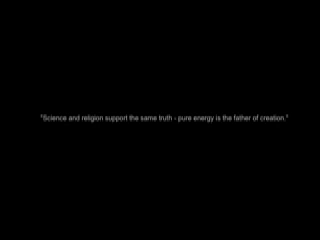 "Science and religion support the same truth - pure energy is the father of creation."